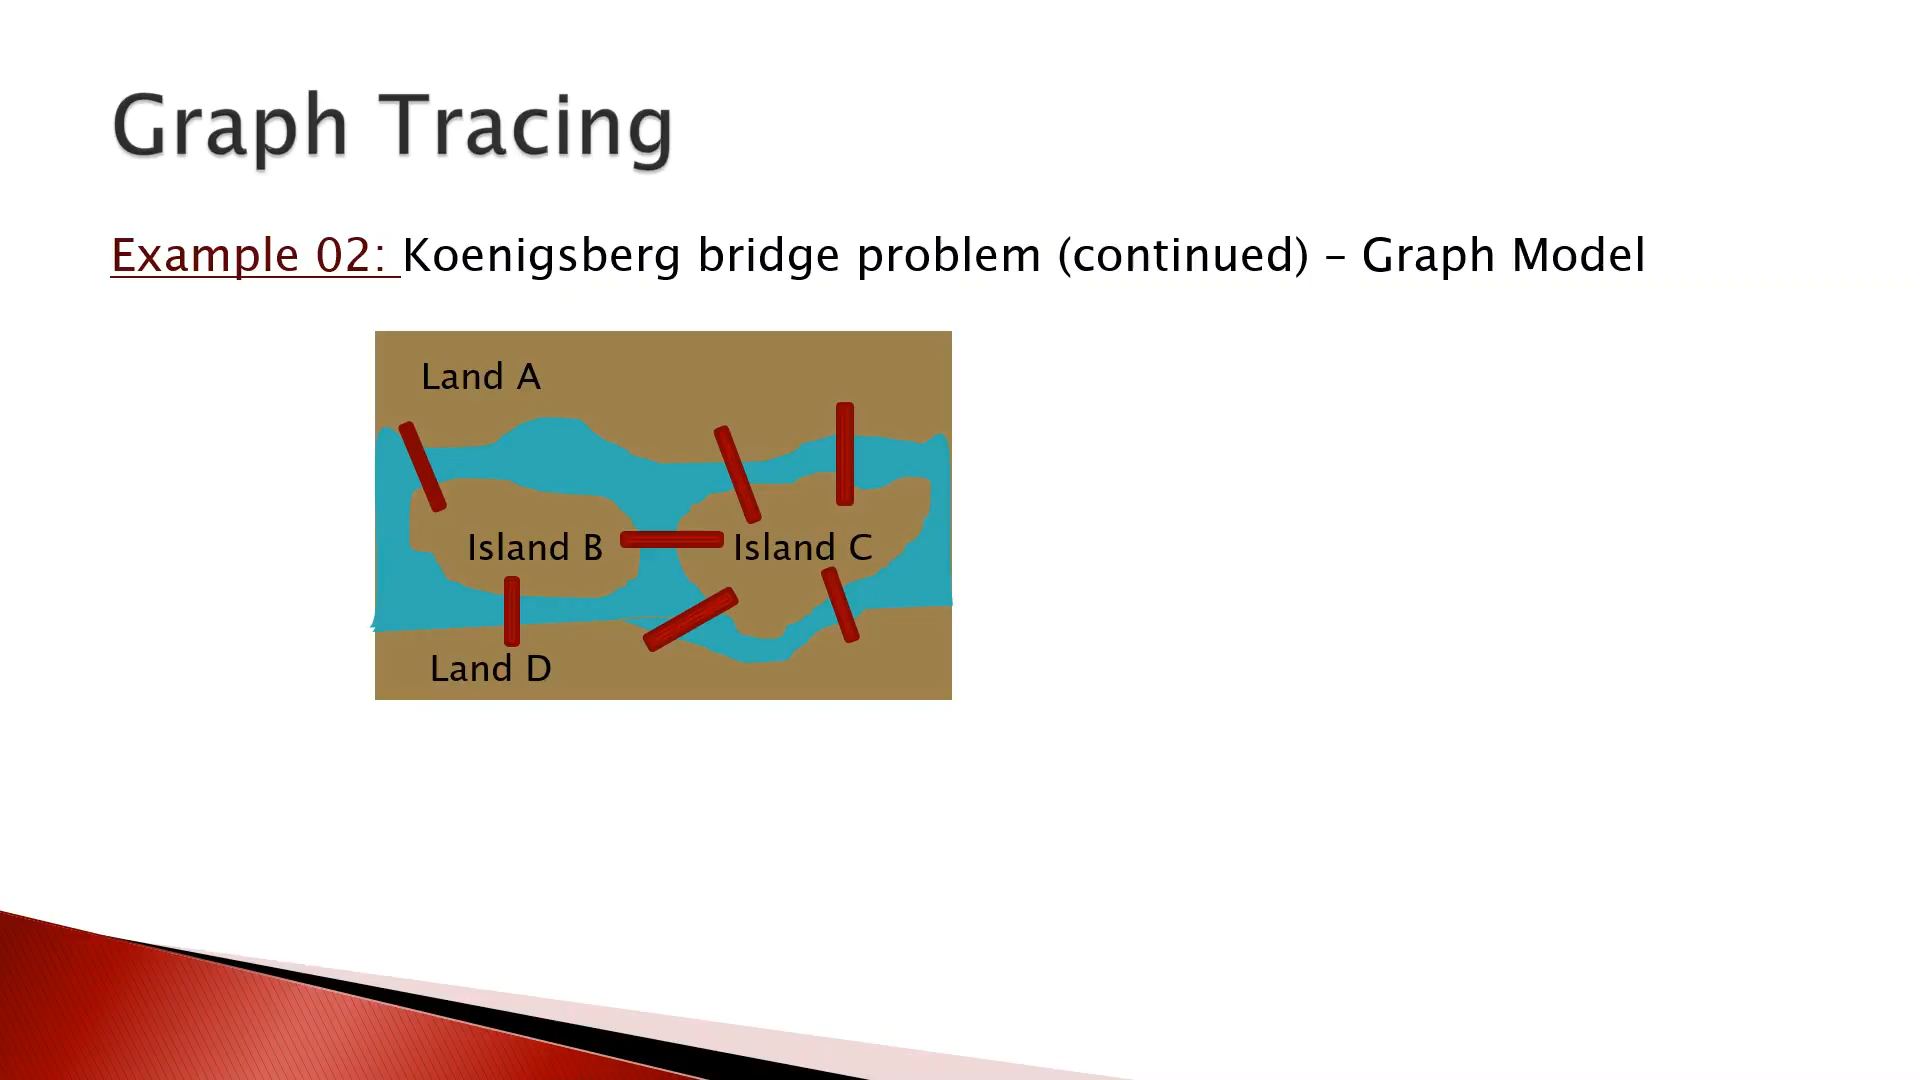 Graph Tracing
Example 02: Koenigsberg bridge problem (continued) – Graph Model
Land A
Island B
Island C
Land D